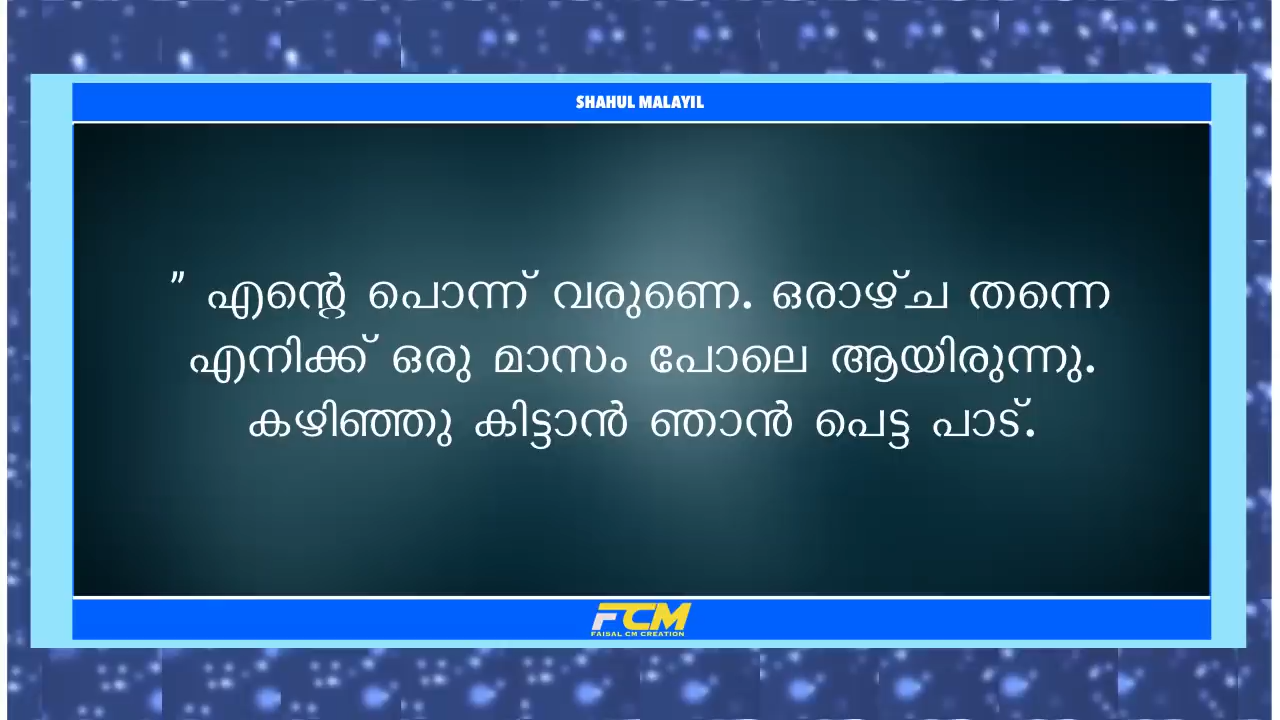 SHAHUL MALAYIL
" എന്റെ പൊന്ന് വരുണെ. ഒരാഴ്ച തന്നെ
എനിക്ക് ഒരു മാസം പോലെ ആയിരുന്നു.
കഴിഞ്ഞു കിട്ടാൻ ഞാൻ പെട്ട പാട്.
FCM
FAISAL CM CREATION